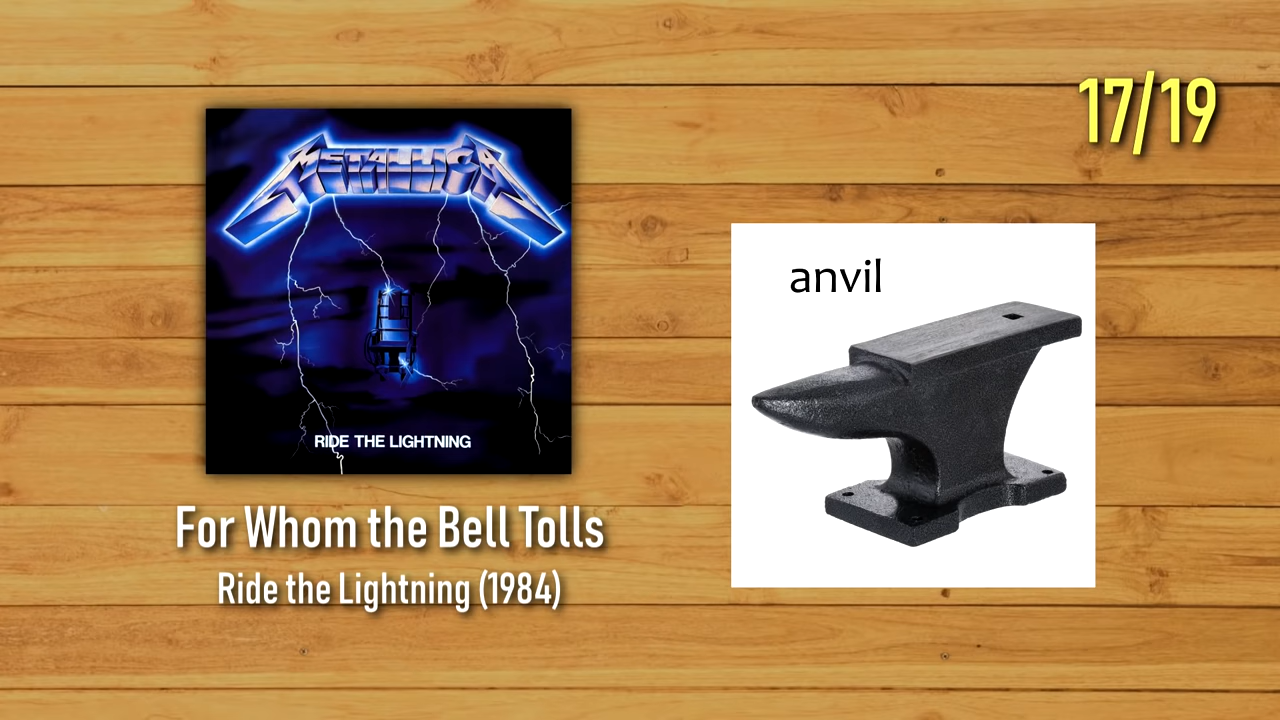 17/19
METALLICA
RIDE THE LIGHTNING
anvil
For Whom the Bell Tolls
Ride the Lightning (1984)